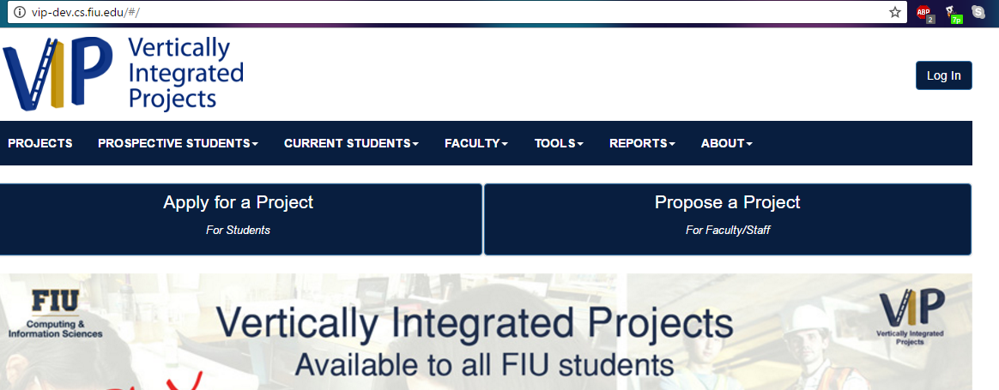 vip-dev.cs.fiu.edu/#/
ABP
2
7p
VIP
Vertically
Integrated
Projects
Log In
PROJECTS PROSPECTIVE STUDENTS CURRENT STUDENTS FACULTY TOOLS REPORTS ABOUT
Apply for a Project
For Students
Propose a Project
For Faculty/Staff
FIU
Computing &
Information Sciences
Vertically Integrated Projects
Available to all FIU students
VIP
Vertically Integrated
Projects